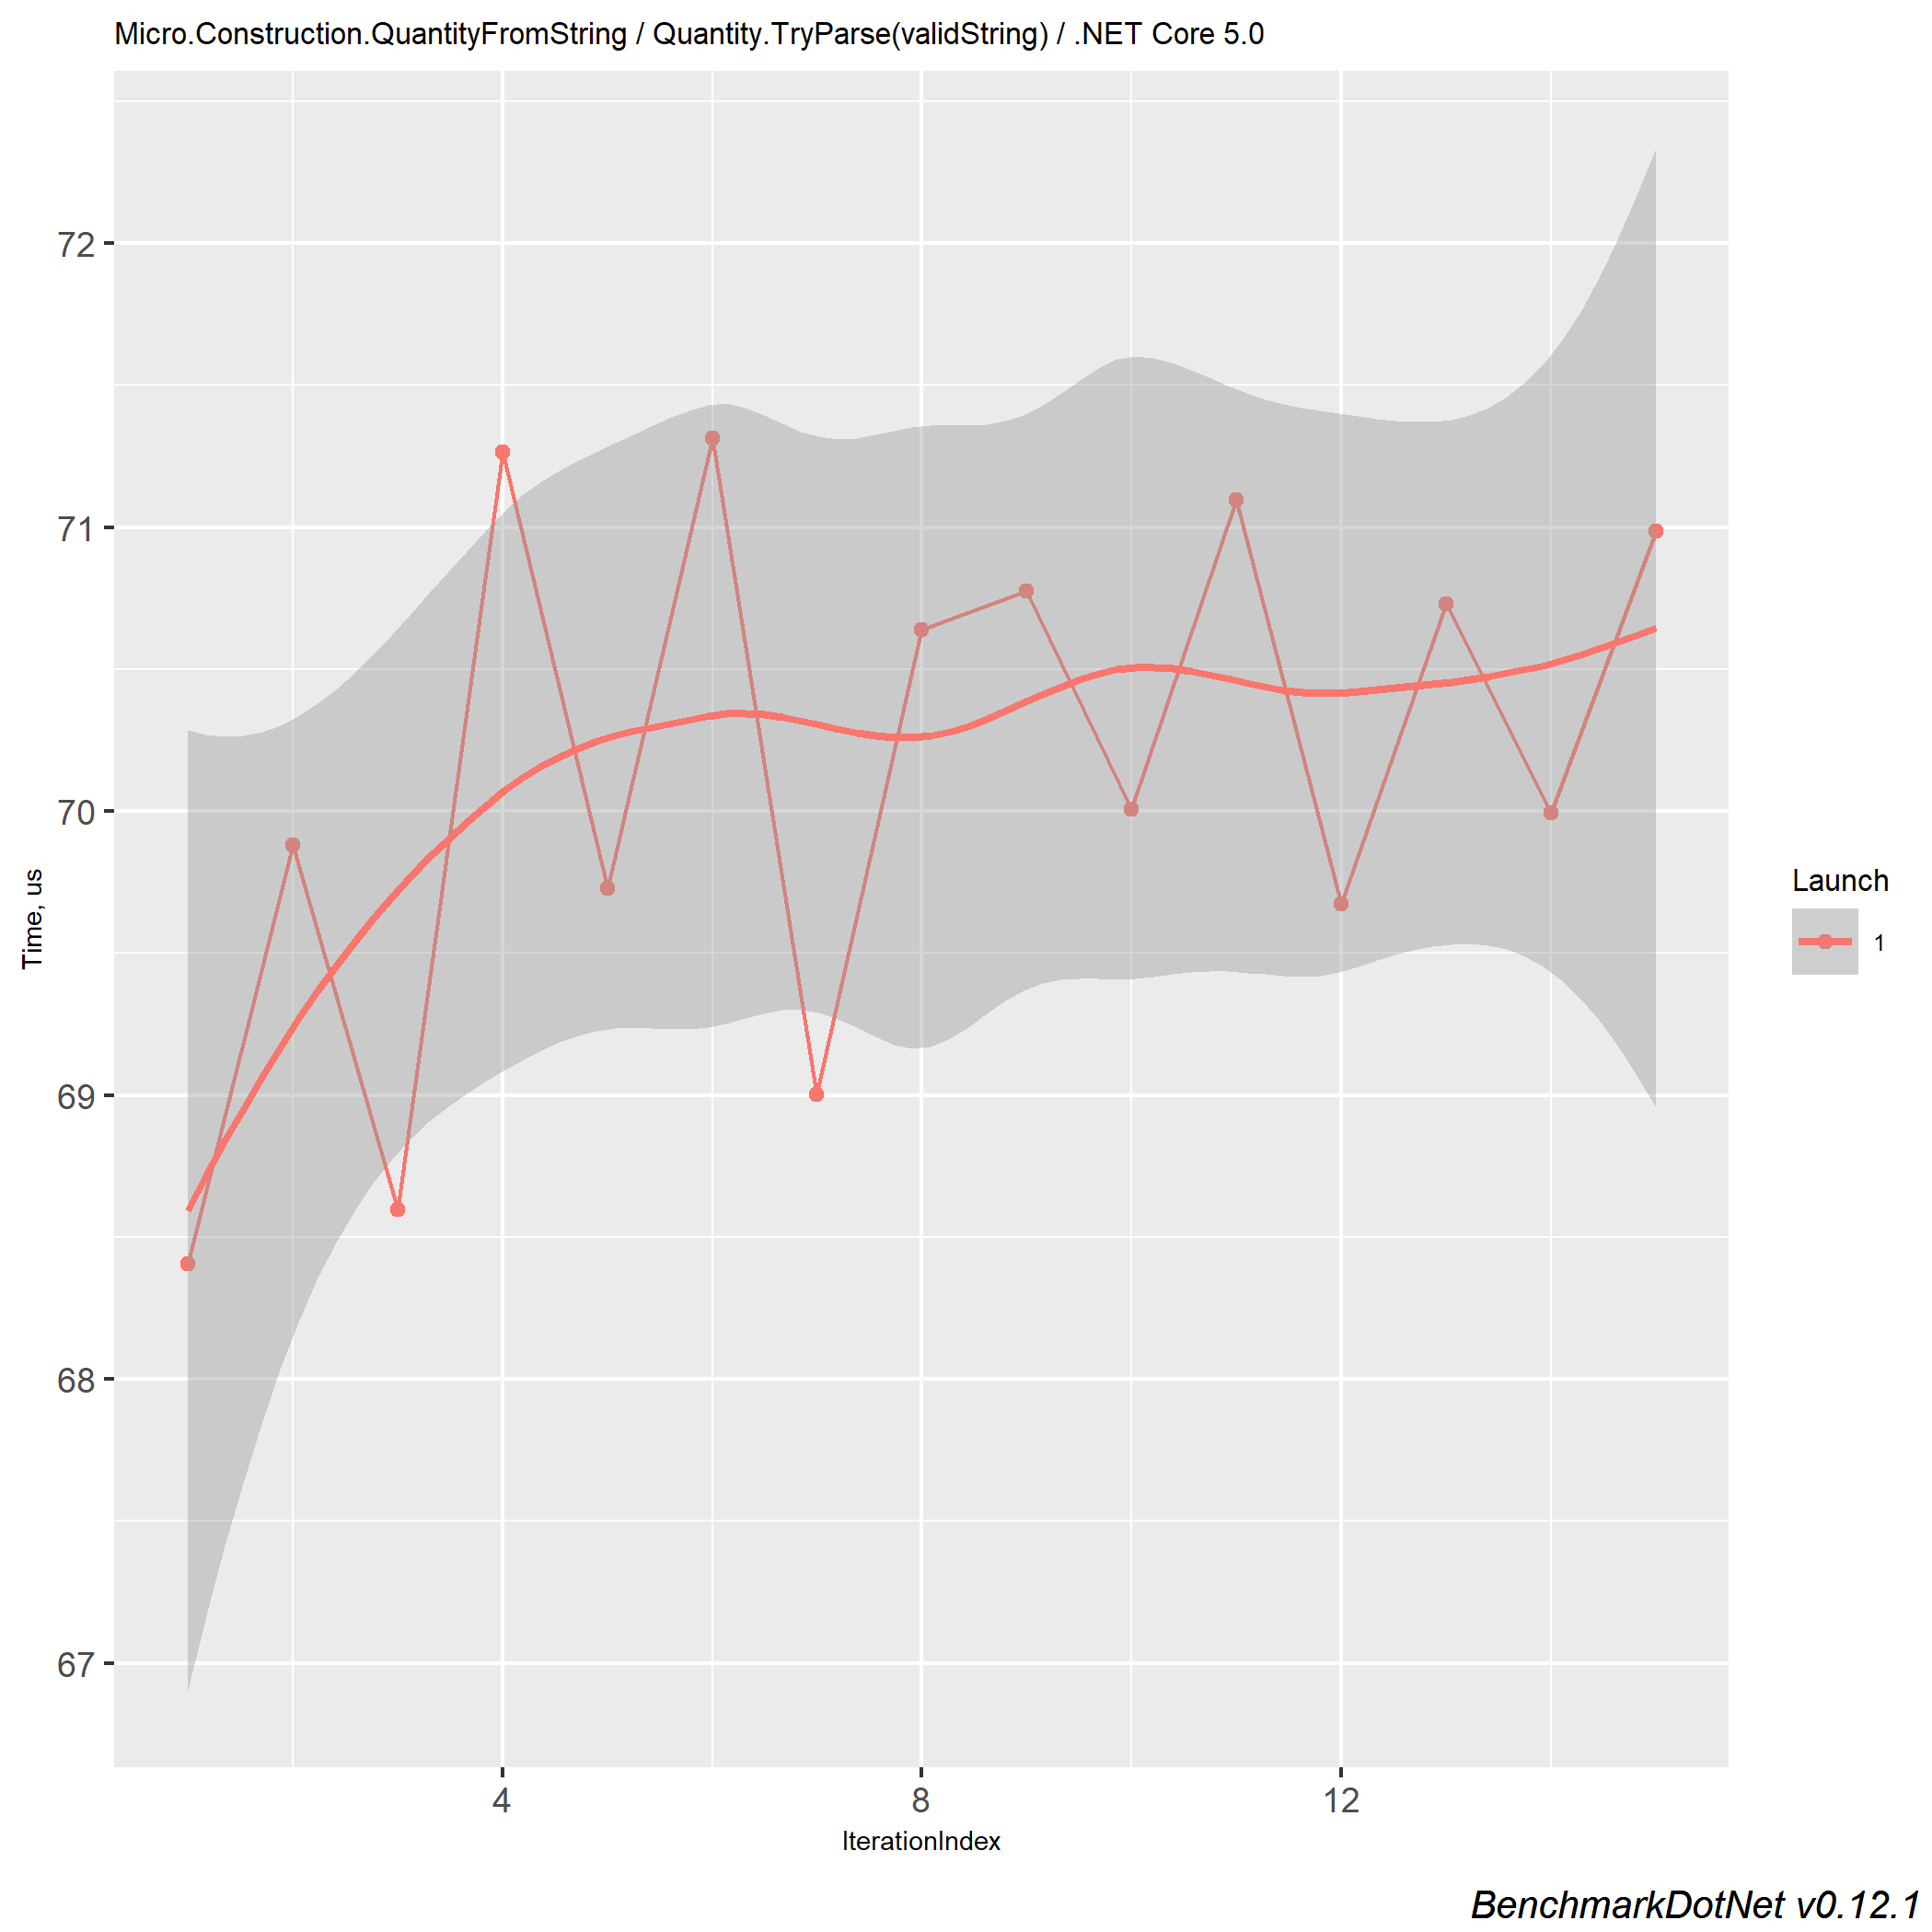 Micro.Construction.QuantityFromString / Quantity.TryParse(validString) / .NET Core 5.0
72
71
70
69
68
67
Time, us
4
8
12
IterationIndex
Launch
1
BenchmarkDotNet v0.12.1